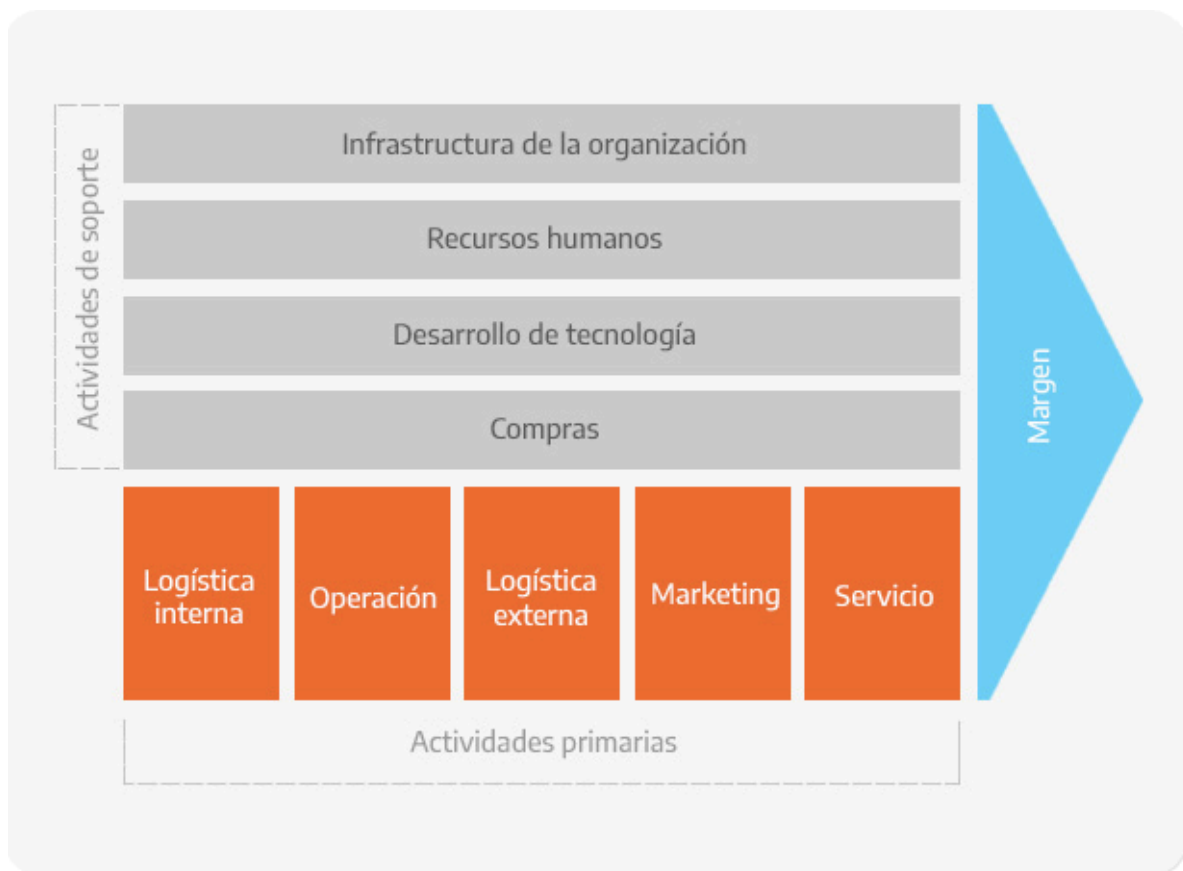 Actividades de soporte
Infrastructura de la organización
Recursos humanos
Desarrollo de tecnología
Compras
Margen
Logística
interna
Operación
Logística
externa
Marketing
Servicio
Actividades primarias